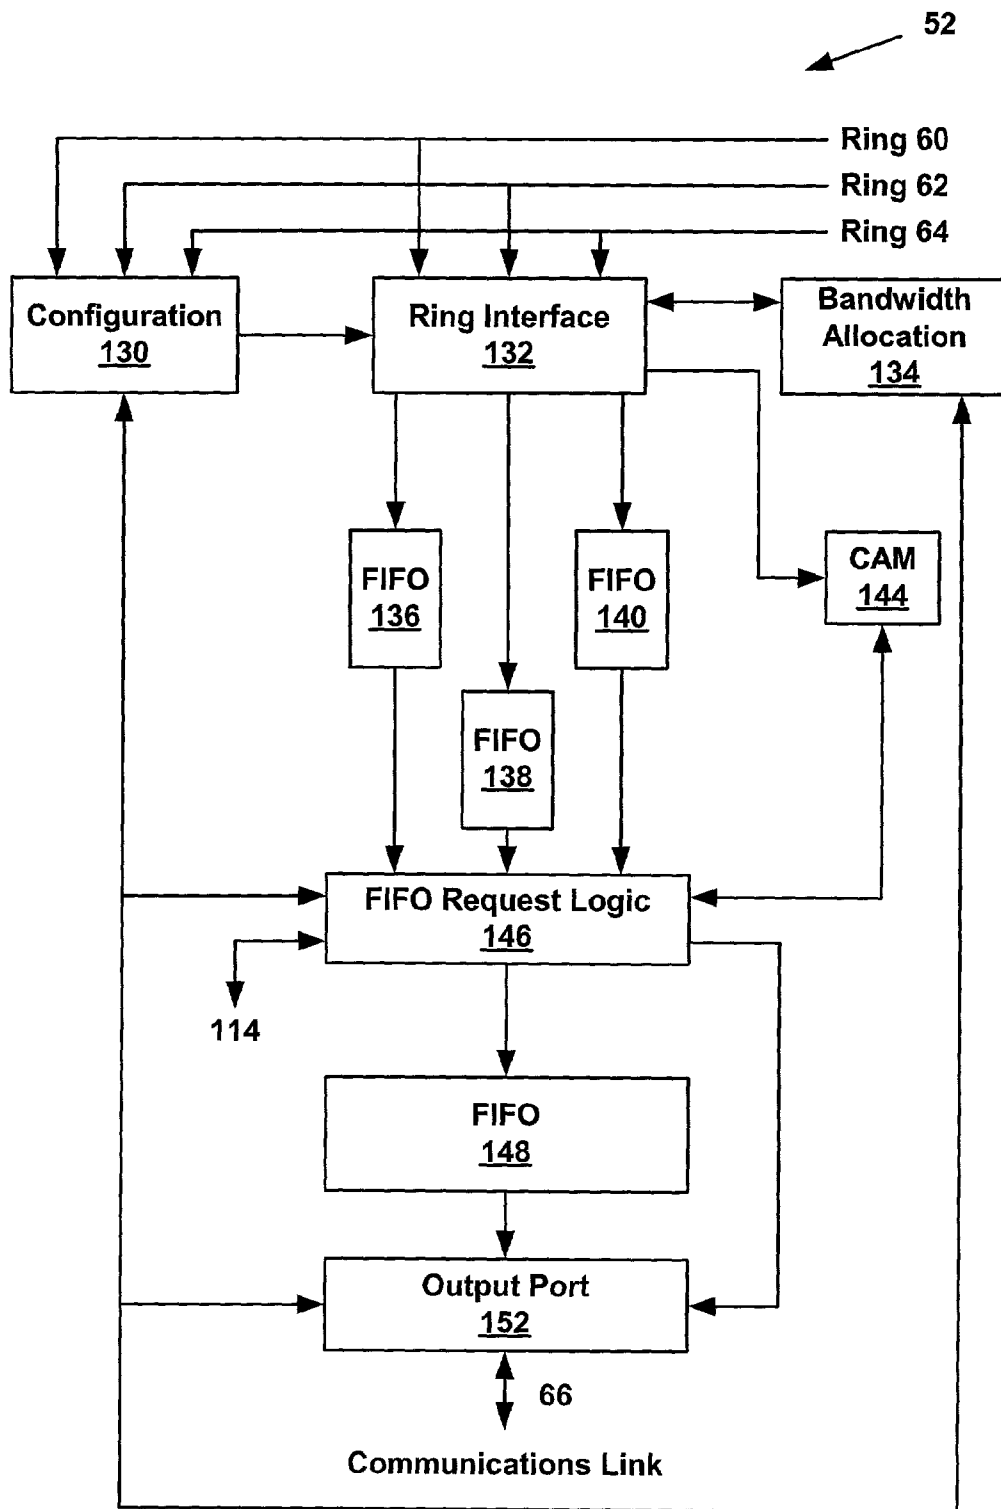 52
Ring 60
Ring 62
Ring 64
Configuration
130
Ring Interface
132
Bandwidth
Allocation
134
FIFO
136
FIFO
140
CAM
144
FIFO
138
FIFO Request Logic
146
114
FIFO
148
Output Port
152
66
Communications Link